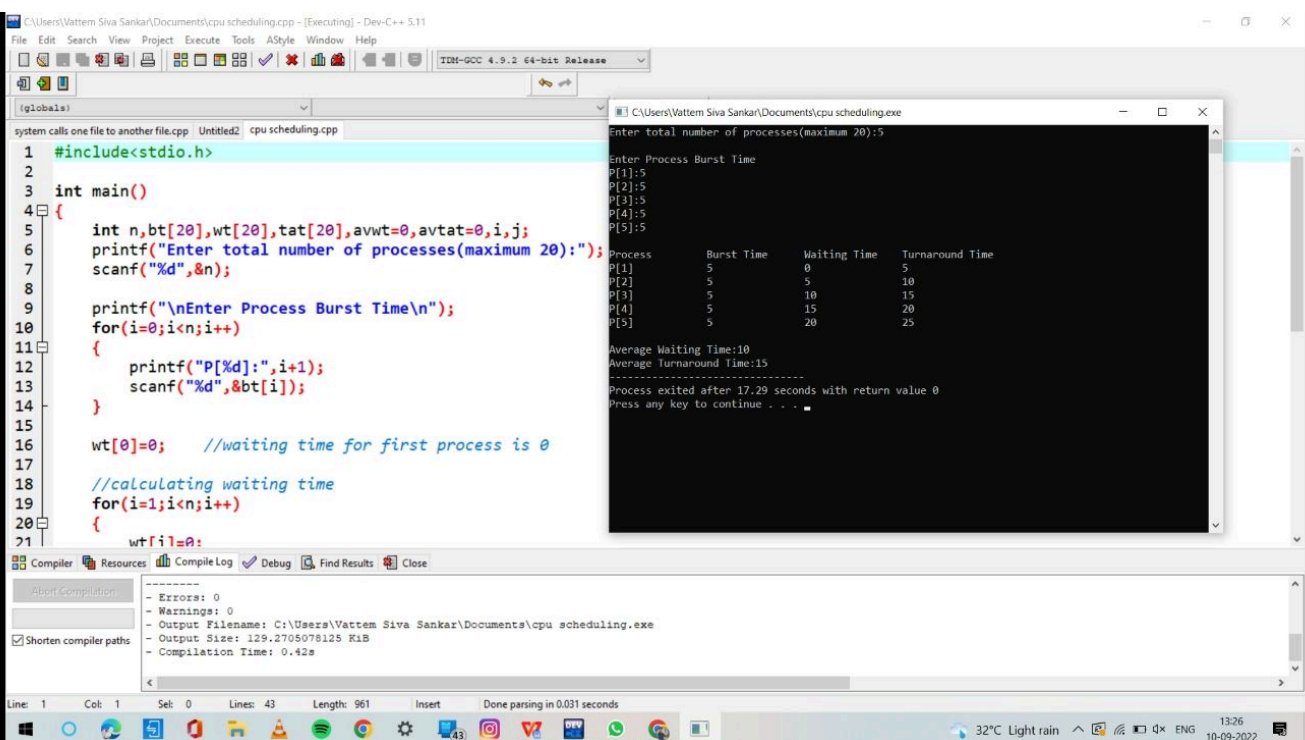 C:\Users\Vattem Siva Sankar\Documents\cpu scheduling.cpp - [Executing] - Dev-C++ 5.11
File Edit Search View Project Execute Tools AStyle Window Help
TDM-GCC 4.9.2 64-bit Release
(globals)
system calls one file to another file.cpp Untitled2 cpu scheduling.cpp
1 #include<stdio.h>
2
3 int main()
4 {
5 int n,bt[20],wt[20],tat[20],avwt=0,avtat=0,i,j;
6 printf("Enter total number of processes(maximum 20):");
7 scanf("%d",&n);
8
9 printf("\nEnter Process Burst Time\n");
10 for(i=0;i<n;i++)
11 {
12 printf("P[%d]:",i+1);
13 scanf("%d",&bt[i]);
14 }
15
16 wt[0]=0; //waiting time for first process is 0
17
18 //calculating waiting time
19 for(i=1;i<n;i++)
20 {
21 wt[i]=0;
C:\Users\Vattem Siva Sankar\Documents\cpu scheduling.exe
Enter total number of processes(maximum 20):5
Enter Process Burst Time
P[1]:5
P[2]:5
P[3]:5
P[4]:5
P[5]:5
Process Burst Time Waiting Time Turnaround Time
P[1] 5 0 5
P[2] 5 5 10
P[3] 5 10 15
P[4] 5 15 20
P[5] 5 20 25
Average Waiting Time:10
Average Turnaround Time:15
--------------------------------
Process exited after 17.29 seconds with return value 0
Press any key to continue . . .
Compiler Resources Compile Log Debug Find Results Close
Abort Compilation
Shorten compiler paths
--------
- Errors: 0
- Warnings: 0
- Output Filename: C:\Users\Vattem Siva Sankar\Documents\cpu scheduling.exe
- Output Size: 129.2705078125 KiB
- Compilation Time: 0.42s
Line: 1 Col: 1 Sel: 0 Lines: 43 Length: 961 Insert Done parsing in 0.031 seconds
43
DEV
32°C Light rain ENG 13:26
10-09-2022